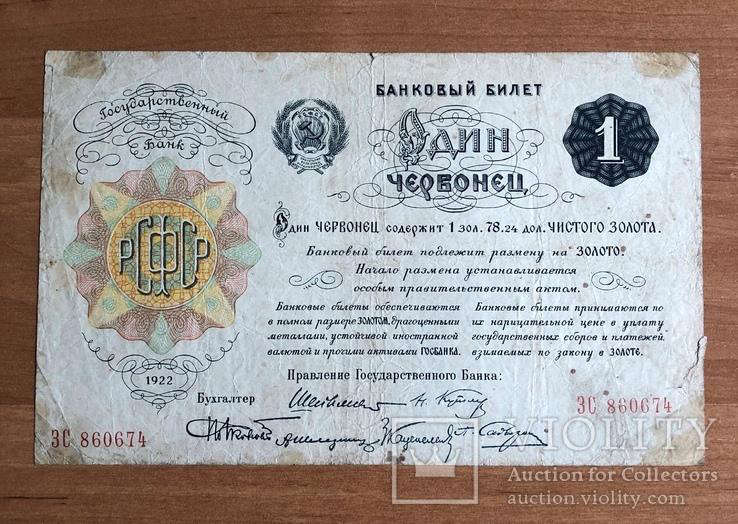 Государственный
Банк
БАНКОВЫЙ БИЛЕТ
Один
ЧЕРВОНЕЦ
1
Один ЧЕРВОНЕЦ содержит 1 зол. 78.24 дол. ЧИСТОГО ЗОЛОТА.
Банковый билет подлежит размену на ЗОЛОТО.
Начало размена устанавливается
особым правительственным актом.
РСФСР
Банковые билеты обеспечиваются
в полном размере ЗОЛОТОМ, драгоценными
металлами, устойчивой иностранной
валютой и прочими активами ГОСБАНКА.
Банковые билеты принимаются по
их нарицательной цене в уплату
государственных сборов и платежей,
взимаемых по закону в ЗОЛОТЕ.
1922
Правление Государственного Банка:
Бухгалтер
ЗС 860674
ЗС 860674
VIOLITY
Auction for Collectors
auction.violity.com